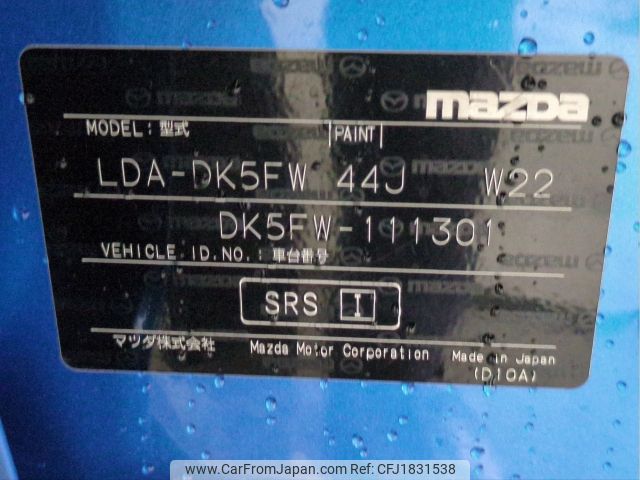 mazda
MODEL : 型式 PAINT
LDA-DK5FW 44J W22
DK5FW-111301
VEHICLE I.D.NO. : 車台番号
SRS I
マツダ株式会社 Mazda Motor Corporation Made in Japan
(D10A)
www.CarFromJapan.com | Car ID: CFJ1831538